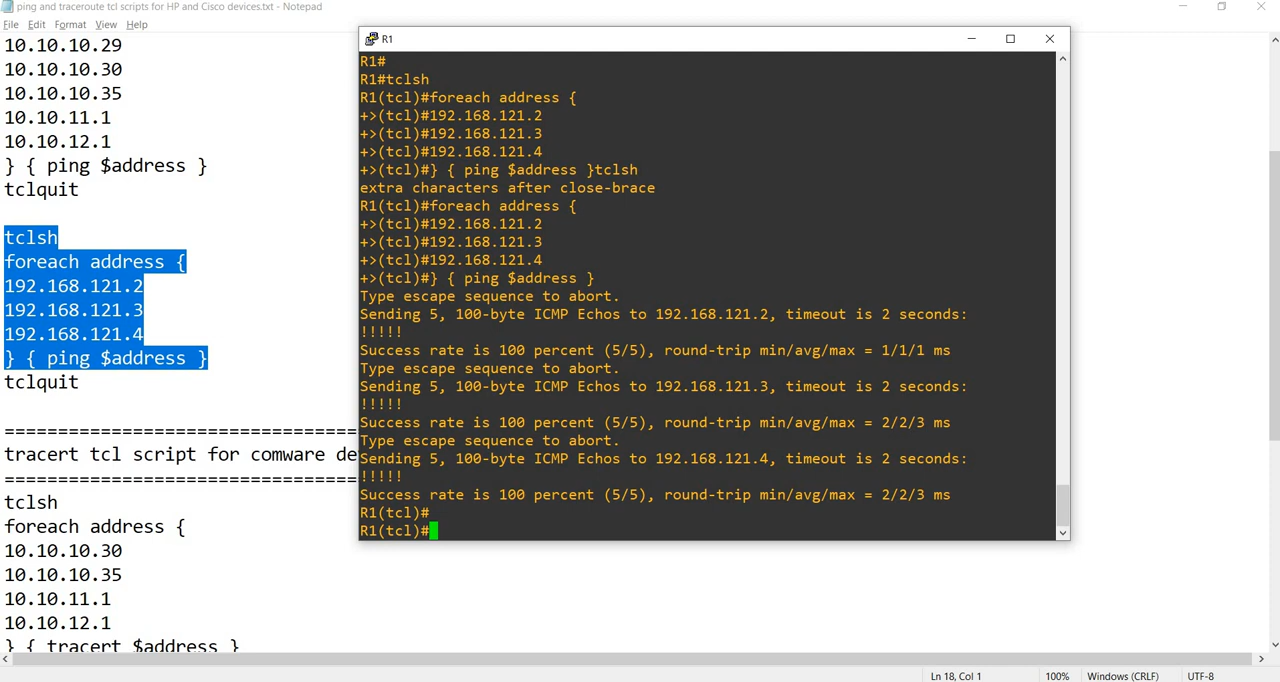 ping and traceroute tcl scripts for HP and Cisco devices.txt - Notepad
File Edit Format View Help
10.10.10.29
10.10.10.30
10.10.10.35
10.10.11.1
10.10.12.1
} { ping $address }
tclquit
tclsh
foreach address {
192.168.121.2
192.168.121.3
192.168.121.4
} { ping $address }
tclquit
=================================
tracert tcl script for comware de
=================================
tclsh
foreach address {
10.10.10.30
10.10.10.35
10.10.11.1
10.10.12.1
} { tracert $address }
R1
R1#
R1#tclsh
R1(tcl)#foreach address {
+>(tcl)#192.168.121.2
+>(tcl)#192.168.121.3
+>(tcl)#192.168.121.4
+>(tcl)#} { ping $address }tclsh
extra characters after close-brace
R1(tcl)#foreach address {
+>(tcl)#192.168.121.2
+>(tcl)#192.168.121.3
+>(tcl)#192.168.121.4
+>(tcl)#} { ping $address }
Type escape sequence to abort.
Sending 5, 100-byte ICMP Echos to 192.168.121.2, timeout is 2 seconds:
!!!!!
Success rate is 100 percent (5/5), round-trip min/avg/max = 1/1/1 ms
Type escape sequence to abort.
Sending 5, 100-byte ICMP Echos to 192.168.121.3, timeout is 2 seconds:
!!!!!
Success rate is 100 percent (5/5), round-trip min/avg/max = 2/2/3 ms
Type escape sequence to abort.
Sending 5, 100-byte ICMP Echos to 192.168.121.4, timeout is 2 seconds:
!!!!!
Success rate is 100 percent (5/5), round-trip min/avg/max = 2/2/3 ms
R1(tcl)#
R1(tcl)#
Ln 18, Col 1 100% Windows (CRLF) UTF-8